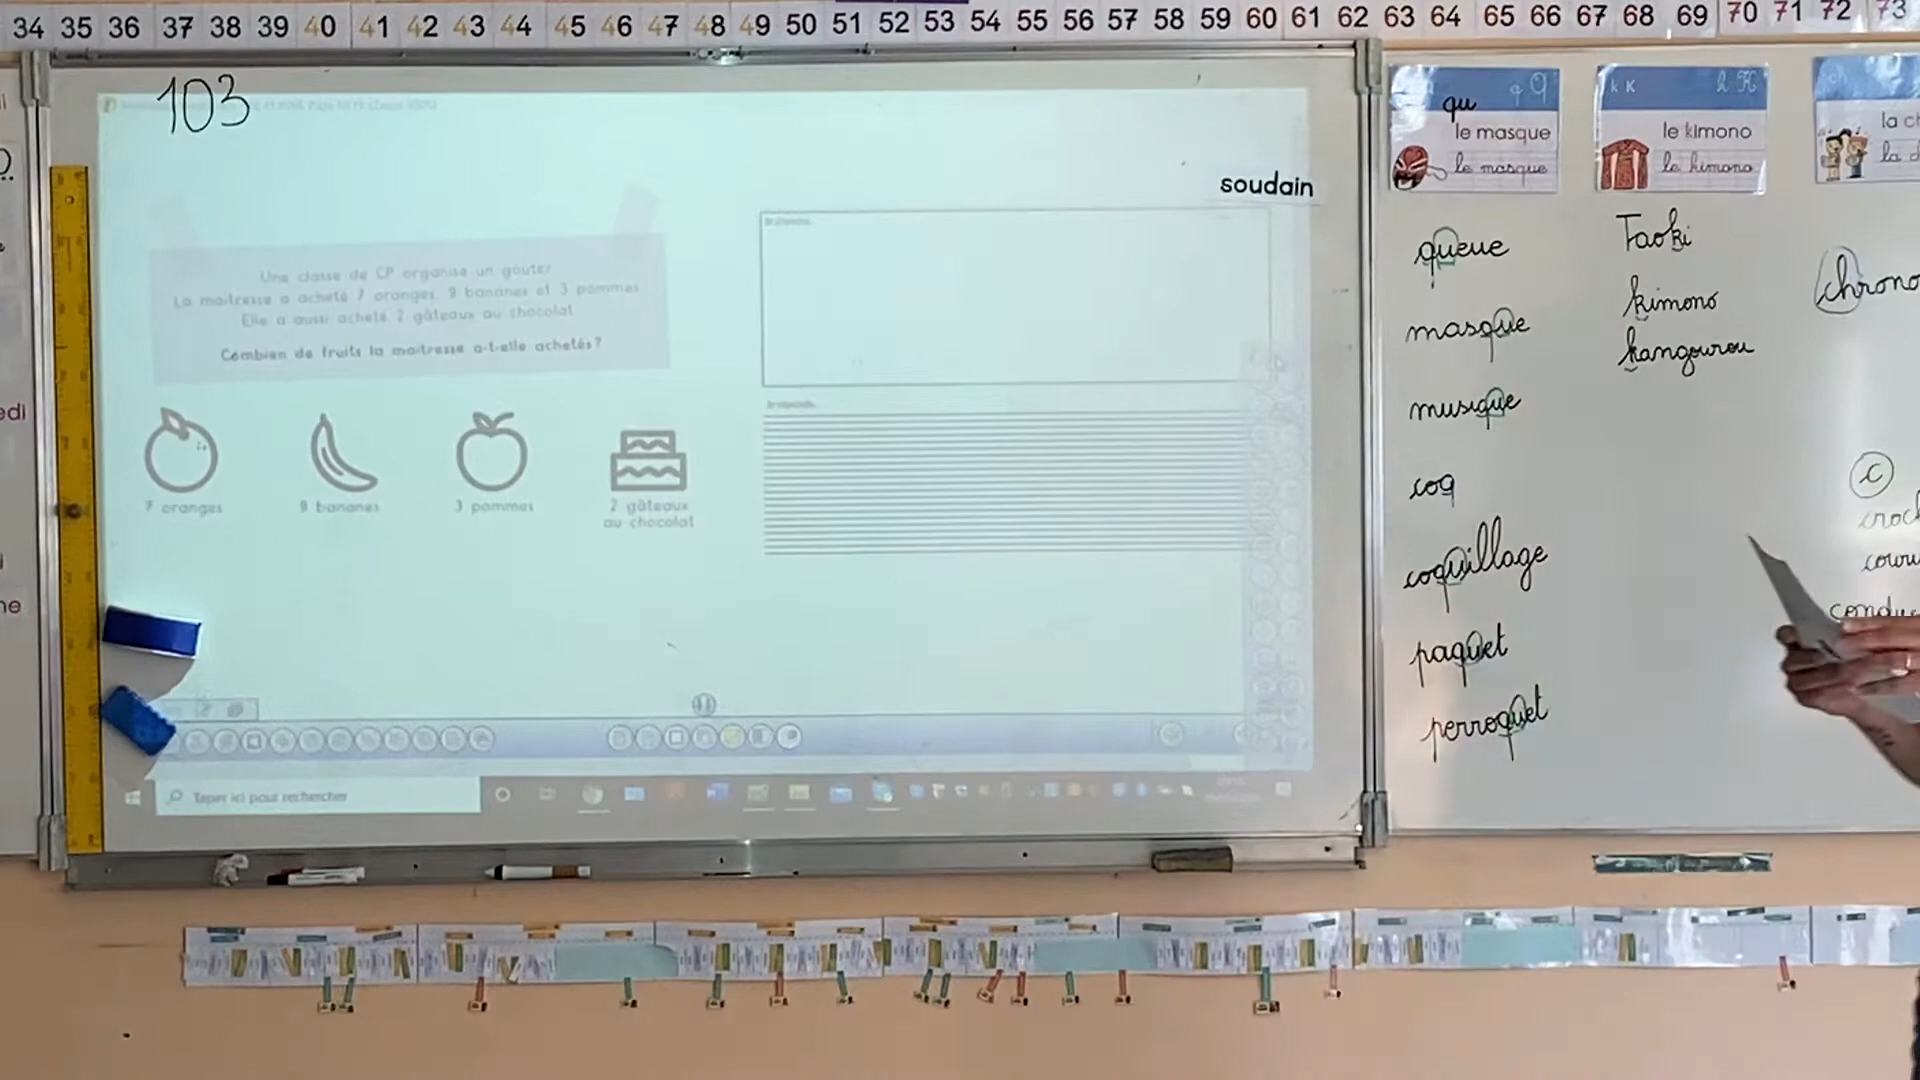 34 35 36 37 38 39 40 41 42 43 44 45 46 47 48 49 50 51 52 53 54 55 56 57 58 59 60 61 62 63 64 65 66 67 68 69 70 71 72 73
103
soudain
Une classe de CP organise un goûter
La maîtresse a acheté 7 oranges, 9 bananes et 3 pommes
Elle a aussi acheté 2 gâteaux au chocolat
Combien de fruits la maîtresse a-t-elle achetés?
7 oranges
9 bananes
3 pommes
2 gâteaux
au chocolat
Taper ici pour rechercher
q Q
qu
le masque
le masque
queue
masque
musique
coq
coquillage
paquet
perroquet
k K
k K
le kimono
le kimono
Taoki
kimono
kangourou
la
la
chrono
c